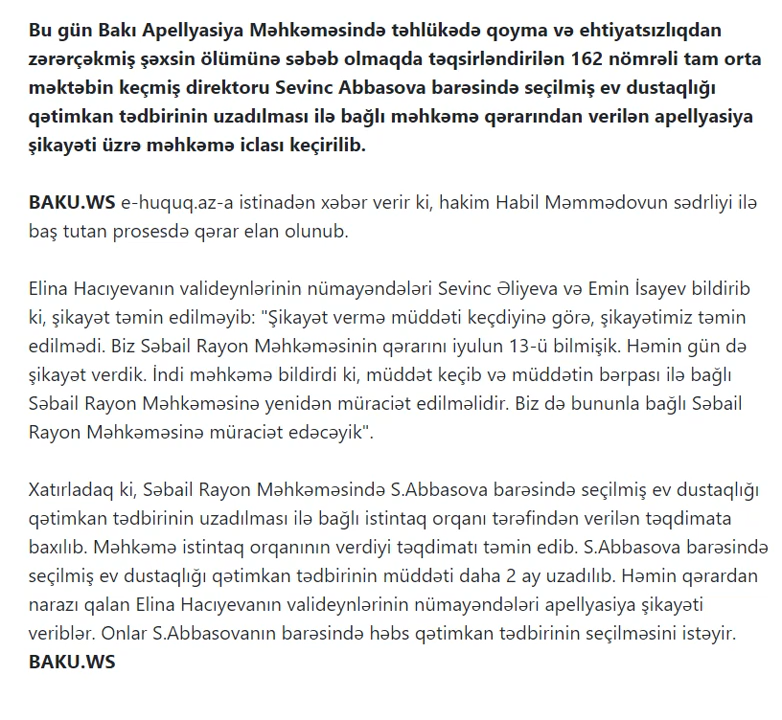 Bu gün Bakı Apellyasiya Məhkəməsində təhlükədə qoyma və ehtiyatsızlıqdan
zərərçəkmiş şəxsin ölümünə səbəb olmaqda təqsirləndirilən 162 nömrəli tam orta
məktəbin keçmiş direktoru Sevinc Abbasova barəsində seçilmiş ev dustaqlığı
qətimkan tədbirinin uzadılması ilə bağlı məhkəmə qərarından verilən apellyasiya
şikayəti üzrə məhkəmə iclası keçirilib.
BAKU.WS e-huquq.az-a istinadən xəbər verir ki, hakim Habil Məmmədovun sədrliyi ilə
baş tutan prosesdə qərar elan olunub.
Elina Hacıyevanın valideynlərinin nümayəndələri Sevinc Əliyeva və Emin İsayev bildirib
ki, şikayət təmin edilməyib: "Şikayət vermə müddəti keçdiyinə görə, şikayətimiz təmin
edilmədi. Biz Səbail Rayon Məhkəməsinin qərarını iyulun 13-ü bilmişik. Həmin gün də
şikayət verdik. İndi məhkəmə bildirdi ki, müddət keçib və müddətin bərpası ilə bağlı
Səbail Rayon Məhkəməsinə yenidən müraciət edilməlidir. Biz də bununla bağlı Səbail
Rayon Məhkəməsinə müraciət edəcəyik".
Xatırladaq ki, Səbail Rayon Məhkəməsində S.Abbasova barəsində seçilmiş ev dustaqlığı
qətimkan tədbirinin uzadılması ilə bağlı istintaq orqanı tərəfindən verilən təqdimata
baxılıb. Məhkəmə istintaq orqanının verdiyi təqdimatı təmin edib. S.Abbasova barəsində
seçilmiş ev dustaqlığı qətimkan tədbirinin müddəti daha 2 ay uzadılıb. Həmin qərardan
narazı qalan Elina Hacıyevanın valideynlərinin nümayəndələri apellyasiya şikayəti
veriblər. Onlar S.Abbasovanın barəsində həbs qətimkan tədbirinin seçilməsini istəyir.
BAKU.WS